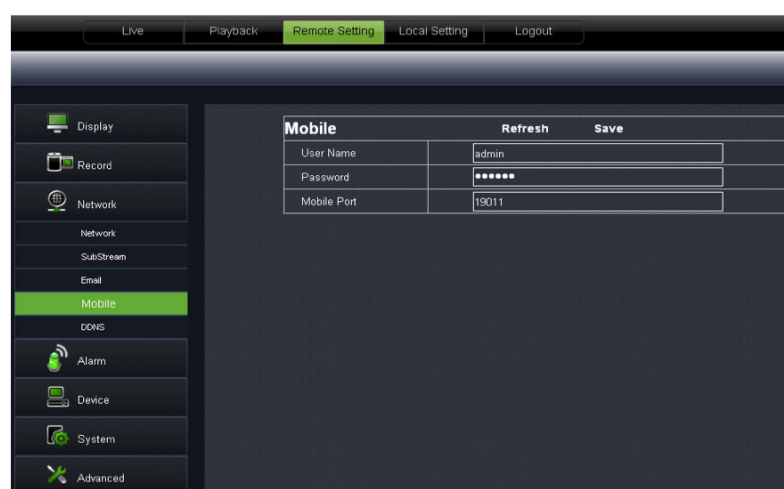 Live Playback Remote Setting Local Setting Logout
Display
Record
Network
Network
SubStream
Email
Mobile
DDNS
Alarm
Device
System
Advanced
Mobile Refresh Save
User Name admin
Password ●●●●●●
Mobile Port 19011